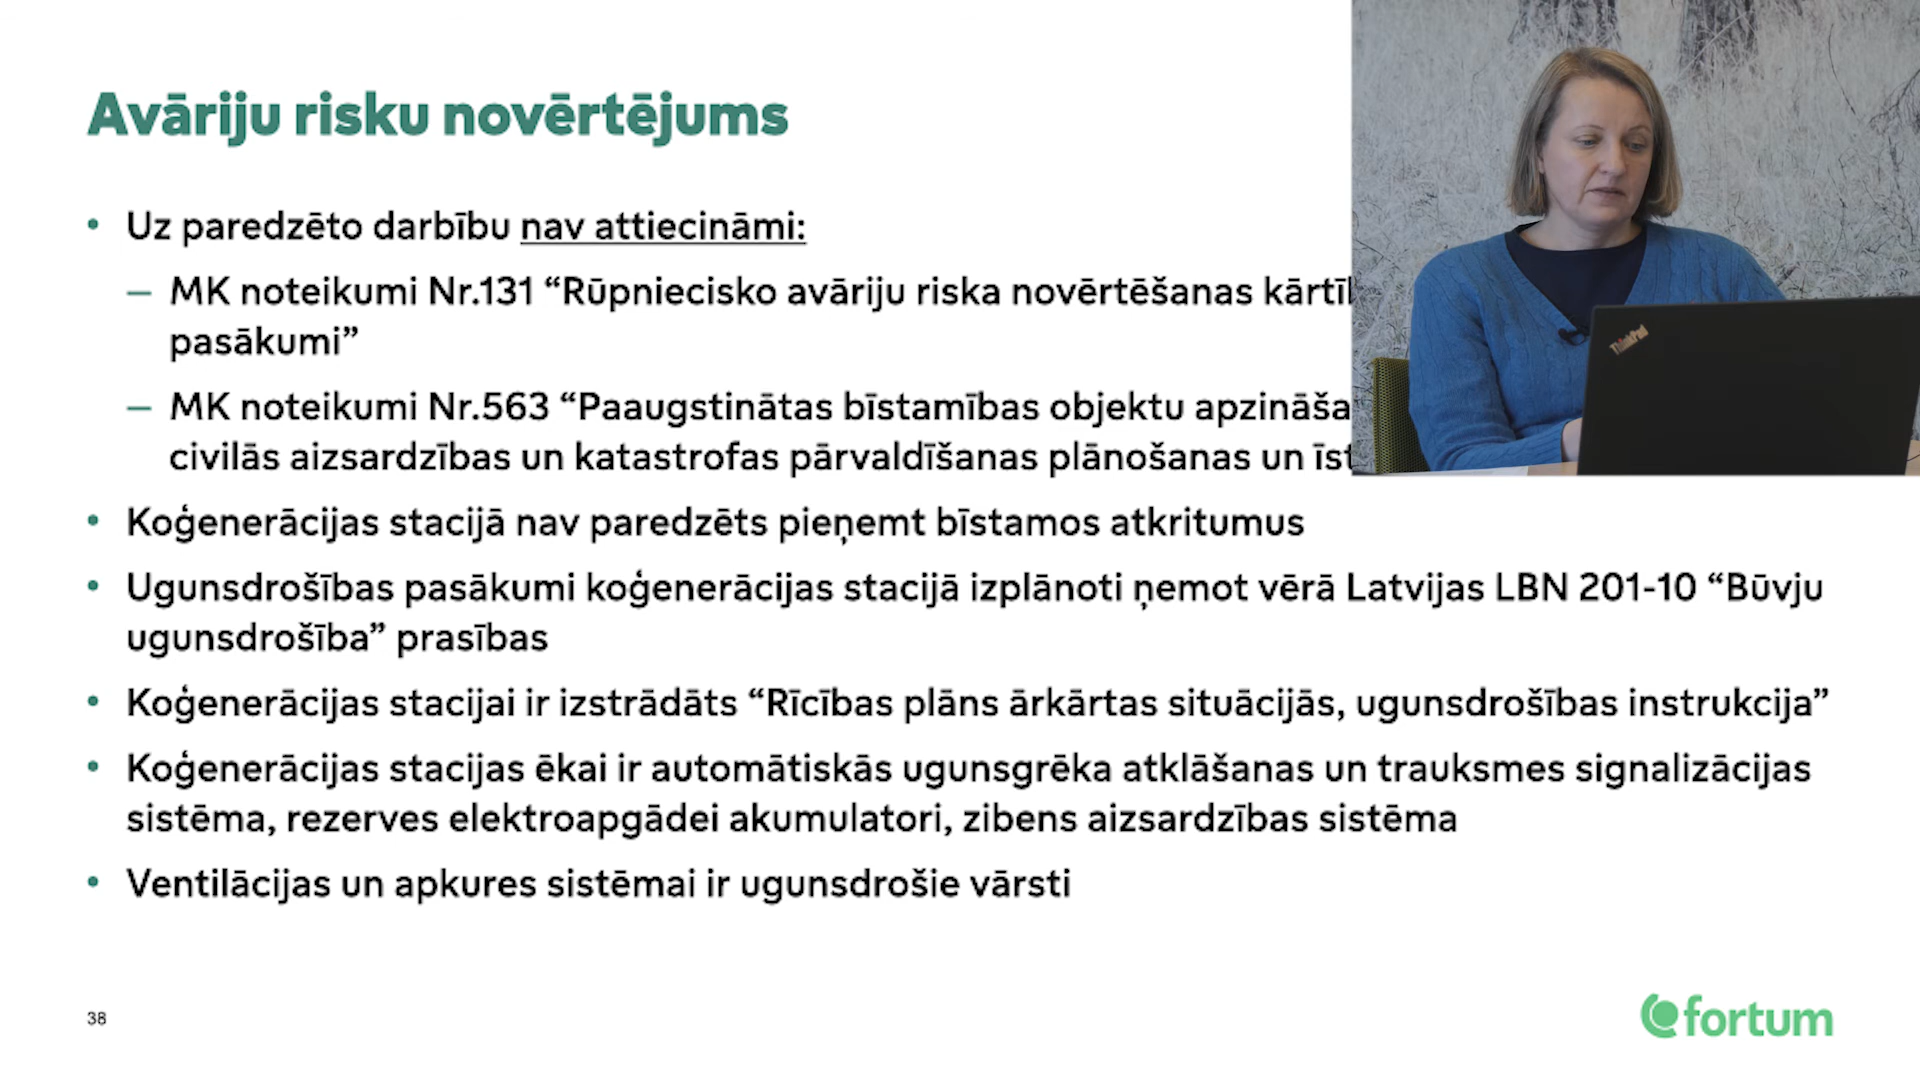 Avāriju risku novērtējums
• Uz paredzēto darbību nav attiecināmi:
– MK noteikumi Nr.131 “Rūpniecisko avāriju riska novērtēšanas
pasākumi”
– MK noteikumi Nr.563 “Paaugstinātas bīstamības objektu
civilās aizsardzības un katastrofas pārvaldīšanas plānošanas un
• Koģenerācijas stacijā nav paredzēts pieņemt bīstamos atkritumus
• Ugunsdrošības pasākumi koģenerācijas stacijā izplānoti ņemot vērā Latvijas LBN 201-10 “Būvju
ugunsdrošība” prasības
• Koģenerācijas stacijai ir izstrādāts “Rīcības plāns ārkārtas situācijās, ugunsdrošības instrukcija”
• Koģenerācijas stacijas ēkai ir automātiskās ugunsgrēka atklāšanas un trauksmes signalizācijas
sistēma, rezerves elektroapgādei akumulatori, zibens aizsardzības sistēma
• Ventilācijas un apkures sistēmai ir ugunsdrošie vārsti
38
fortum
ThinkPad